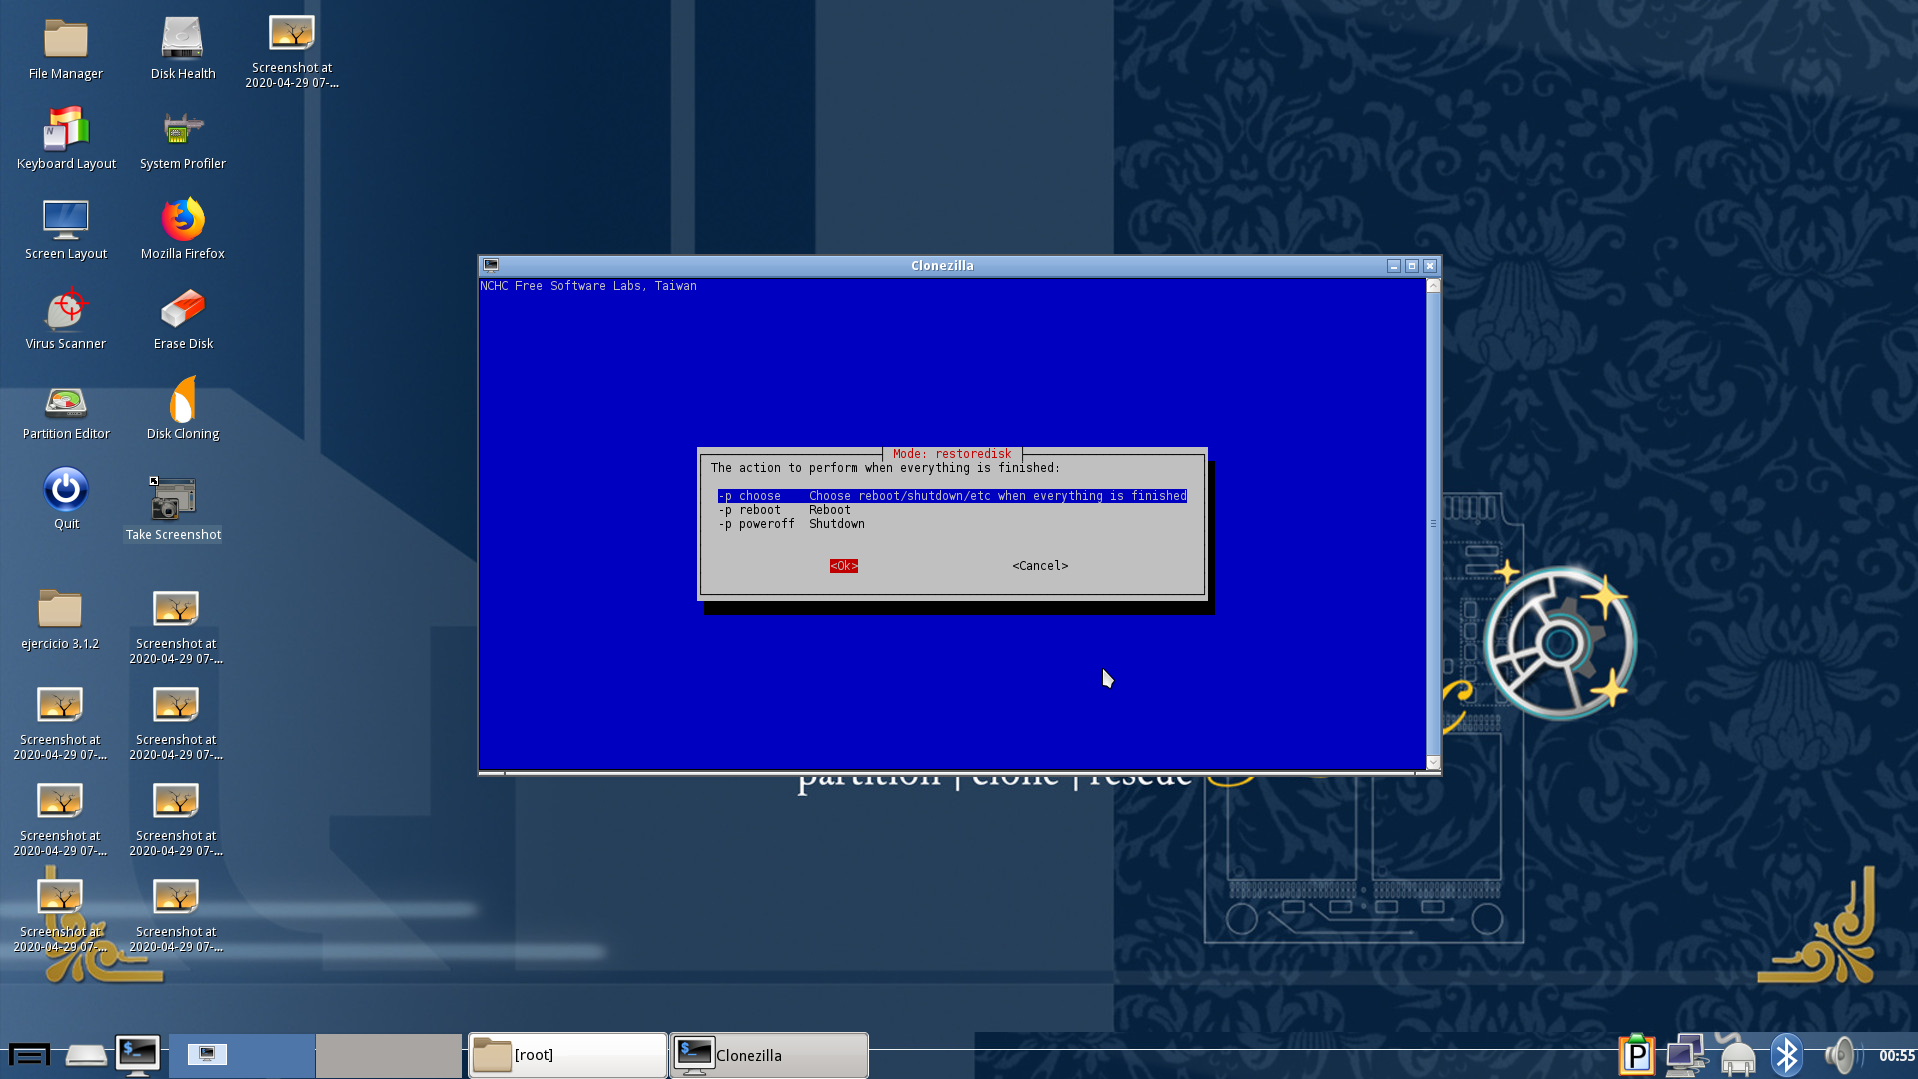 File Manager
Disk Health
Screenshot at
2020-04-29 07-...
Keyboard Layout
System Profiler
Screen Layout
Mozilla Firefox
Virus Scanner
Erase Disk
Partition Editor
Disk Cloning
Quit
Take Screenshot
ejercicio 3.1.2
Screenshot at
2020-04-29 07-...
Screenshot at
2020-04-29 07-...
Screenshot at
2020-04-29 07-...
Screenshot at
2020-04-29 07-...
Screenshot at
2020-04-29 07-...
Screenshot at
2020-04-29 07-...
Screenshot at
2020-04-29 07-...
Clonezilla
NCHC Free Software Labs, Taiwan
Mode: restoredisk
The action to perform when everything is finished:
-p choose Choose reboot/shutdown/etc when everything is finished
-p reboot Reboot
-p poweroff Shutdown
<Ok> <Cancel>
partition | clone | rescue
[root]
Clonezilla
00:55